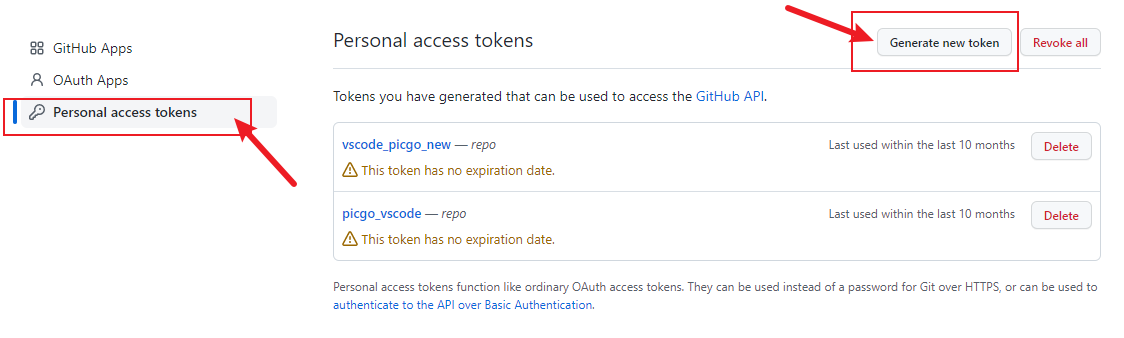 GitHub Apps
OAuth Apps
Personal access tokens
Personal access tokens
Generate new token
Revoke all
Tokens you have generated that can be used to access the GitHub API.
vscode_picgo_new — repo
Last used within the last 10 months
Delete
This token has no expiration date.
picgo_vscode — repo
Last used within the last 10 months
Delete
This token has no expiration date.
Personal access tokens function like ordinary OAuth access tokens. They can be used instead of a password for Git over HTTPS, or can be used to
authenticate to the API over Basic Authentication.